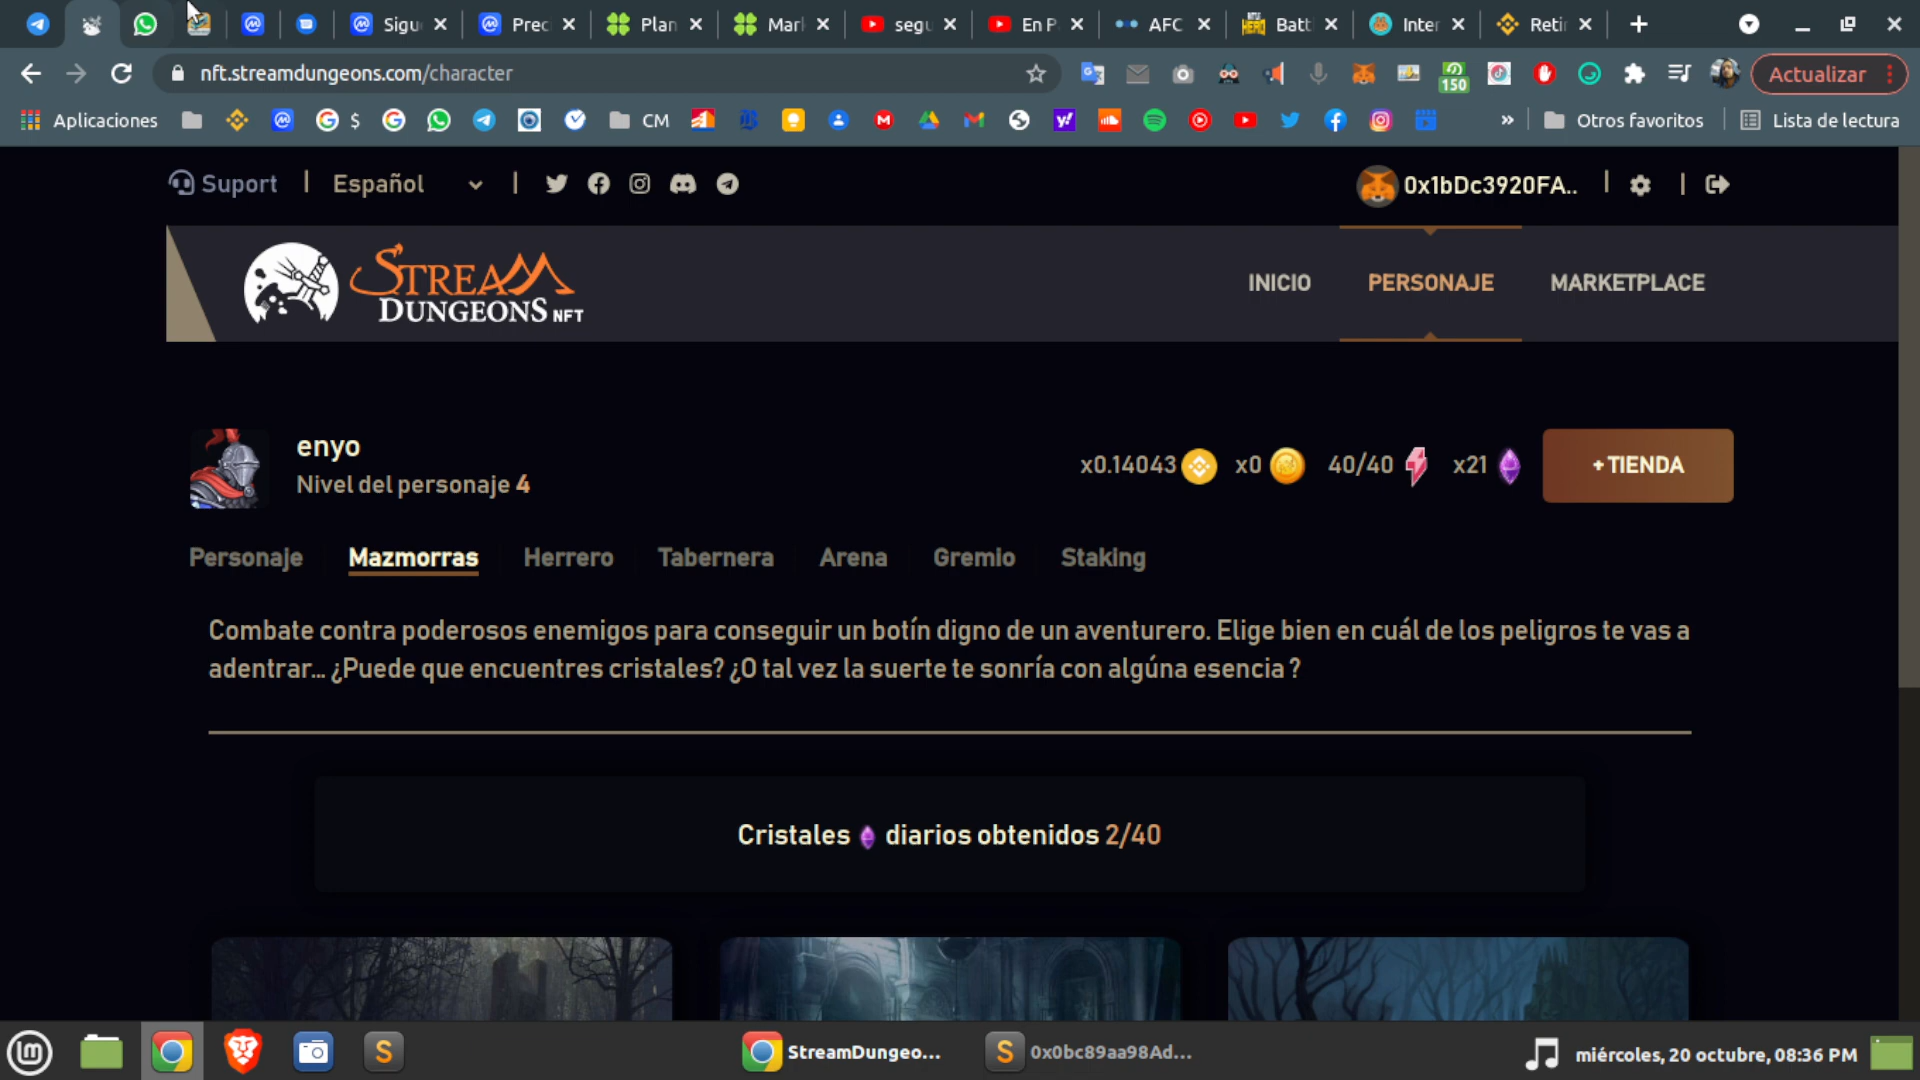 Sigu
Prec
Plan
Mark
segu
En P
AFC
Battl
Inter
Retir
nft.streamdungeons.com/character
150
Actualizar
Aplicaciones
$
CM
Otros favoritos
Lista de lectura
Suport
Español
0x1bDc3920FA..
STREAM
DUNGEONS NFT
INICIO
PERSONAJE
MARKETPLACE
enyo
Nivel del personaje 4
x0.14043
x0
40/40
x21
+ TIENDA
Personaje
Mazmorras
Herrero
Tabernera
Arena
Gremio
Staking
Combate contra poderosos enemigos para conseguir un botín digno de un aventurero. Elige bien en cuál de los peligros te vas a
adentrar... ¿Puede que encuentres cristales? ¿O tal vez la suerte te sonría con algúna esencia ?
Cristales diarios obtenidos 2/40
StreamDungeo...
0x0bc89aa98Ad...
miércoles, 20 octubre, 08:36 PM